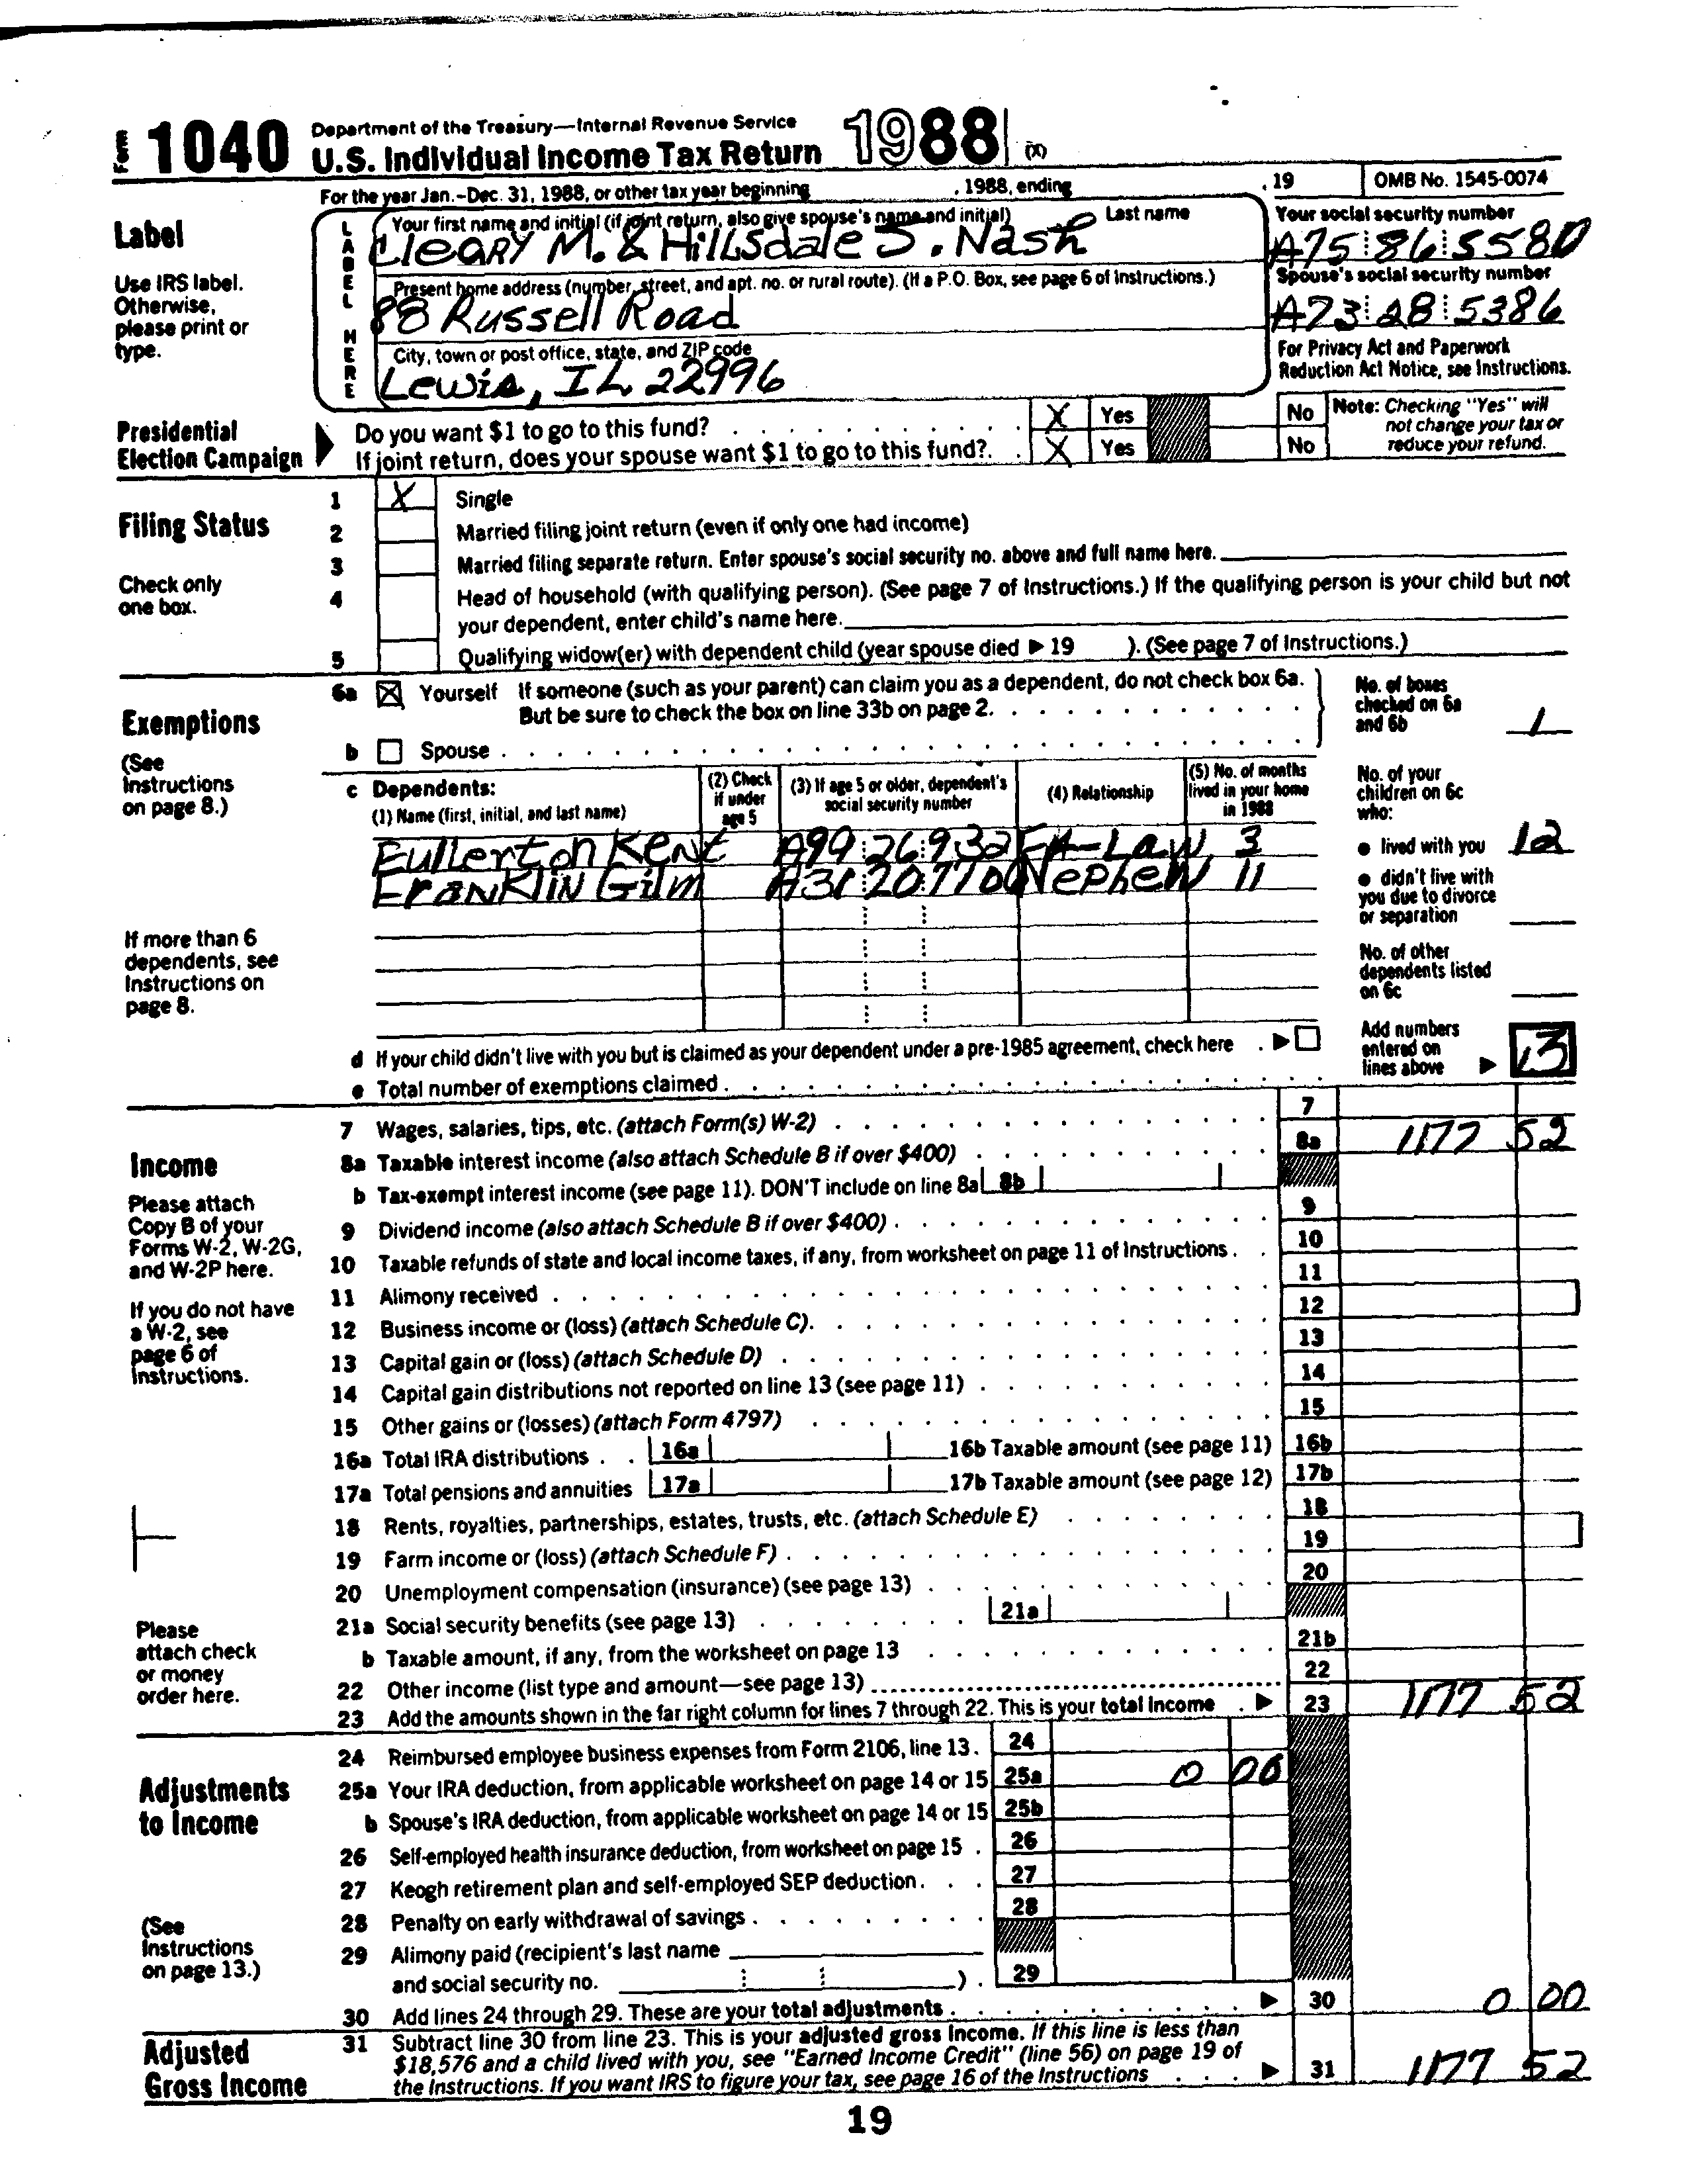 Form 1040 Department of the Treasury—Internal Revenue Service
U.S. Individual Income Tax Return 1988 (X)
For the year Jan.-Dec. 31, 1988, or other tax year beginning , 1988, ending , 19 OMB No. 1545-0074
Label
Use IRS label.
Otherwise,
please print or
type.
LABEL HERE
Your first name and initial (if joint return, also give spouse's name and initial) Last name
Cleary M. & Hillsdale J. Nash
Your social security number
A75 86 5580
Present home address (number, street, and apt. no. or rural route). (If a P.O. Box, see page 6 of Instructions.)
88 Russell Road
Spouse's social security number
A73 28 5386
City, town or post office, state, and ZIP code
Lewis, IL 22996
For Privacy Act and Paperwork
Reduction Act Notice, see Instructions.
Presidential
Election Campaign
Do you want $1 to go to this fund? X Yes No
If joint return, does your spouse want $1 to go to this fund? X Yes No
Note: Checking "Yes" will
not change your tax or
reduce your refund.
Filing Status
Check only
one box.
1 X Single
2 Married filing joint return (even if only one had income)
3 Married filing separate return. Enter spouse's social security no. above and full name here.
4 Head of household (with qualifying person). (See page 7 of Instructions.) If the qualifying person is your child but not
your dependent, enter child's name here.
5 Qualifying widow(er) with dependent child (year spouse died ▶ 19 ). (See page 7 of Instructions.)
Exemptions
(See
Instructions
on page 8.)
6a X Yourself If someone (such as your parent) can claim you as a dependent, do not check box 6a.
But be sure to check the box on line 33b on page 2.
b Spouse
No. of boxes
checked on 6a
and 6b 1
c Dependents:
(1) Name (first, initial, and last name)
(2) Check
if under
age 5
(3) If age 5 or older, dependent's
social security number
(4) Relationship
(5) No. of months
lived in your home
in 1988
Fullerton Kent A99 26 932 FA-Law 3
Franklin Gilm A31 20 7700 Nephew 11
If more than 6
dependents, see
Instructions on
page 8.
No. of your
children on 6c
who:
● lived with you 12
● didn't live with
you due to divorce
or separation
No. of other
dependents listed
on 6c
Add numbers
entered on
lines above ▶ 13
d If your child didn't live with you but is claimed as your dependent under a pre-1985 agreement, check here ▶
e Total number of exemptions claimed
Income
Please attach
Copy B of your
Forms W-2, W-2G,
and W-2P here.
If you do not have
a W-2, see
page 6 of
Instructions.
Please
attach check
or money
order here.
7 Wages, salaries, tips, etc. (attach Form(s) W-2) 7
8a Taxable interest income (also attach Schedule B if over $400) 8a 1177 52
b Tax-exempt interest income (see page 11). DON'T include on line 8a 8b
9 Dividend income (also attach Schedule B if over $400) 9
10 Taxable refunds of state and local income taxes, if any, from worksheet on page 11 of Instructions 10
11 Alimony received 11
12 Business income or (loss) (attach Schedule C) 12
13 Capital gain or (loss) (attach Schedule D) 13
14 Capital gain distributions not reported on line 13 (see page 11) 14
15 Other gains or (losses) (attach Form 4797) 15
16a Total IRA distributions 16a 16b Taxable amount (see page 11) 16b
17a Total pensions and annuities 17a 17b Taxable amount (see page 12) 17b
18 Rents, royalties, partnerships, estates, trusts, etc. (attach Schedule E) 18
19 Farm income or (loss) (attach Schedule F) 19
20 Unemployment compensation (insurance) (see page 13) 20
21a Social security benefits (see page 13) 21a
b Taxable amount, if any, from the worksheet on page 13 21b
22 Other income (list type and amount—see page 13) 22
23 Add the amounts shown in the far right column for lines 7 through 22. This is your total income ▶ 23 1177 52
Adjustments
to Income
(See
Instructions
on page 13.)
24 Reimbursed employee business expenses from Form 2106, line 13 24
25a Your IRA deduction, from applicable worksheet on page 14 or 15 25a 0 00
b Spouse's IRA deduction, from applicable worksheet on page 14 or 15 25b
26 Self-employed health insurance deduction, from worksheet on page 15 26
27 Keogh retirement plan and self-employed SEP deduction 27
28 Penalty on early withdrawal of savings 28
29 Alimony paid (recipient's last name
and social security no. ) 29
30 Add lines 24 through 29. These are your total adjustments ▶ 30 0 00
Adjusted
Gross Income
31 Subtract line 30 from line 23. This is your adjusted gross income. If this line is less than
$18,576 and a child lived with you, see "Earned Income Credit" (line 56) on page 19 of
the Instructions. If you want IRS to figure your tax, see page 16 of the Instructions ▶ 31 1177 52
19